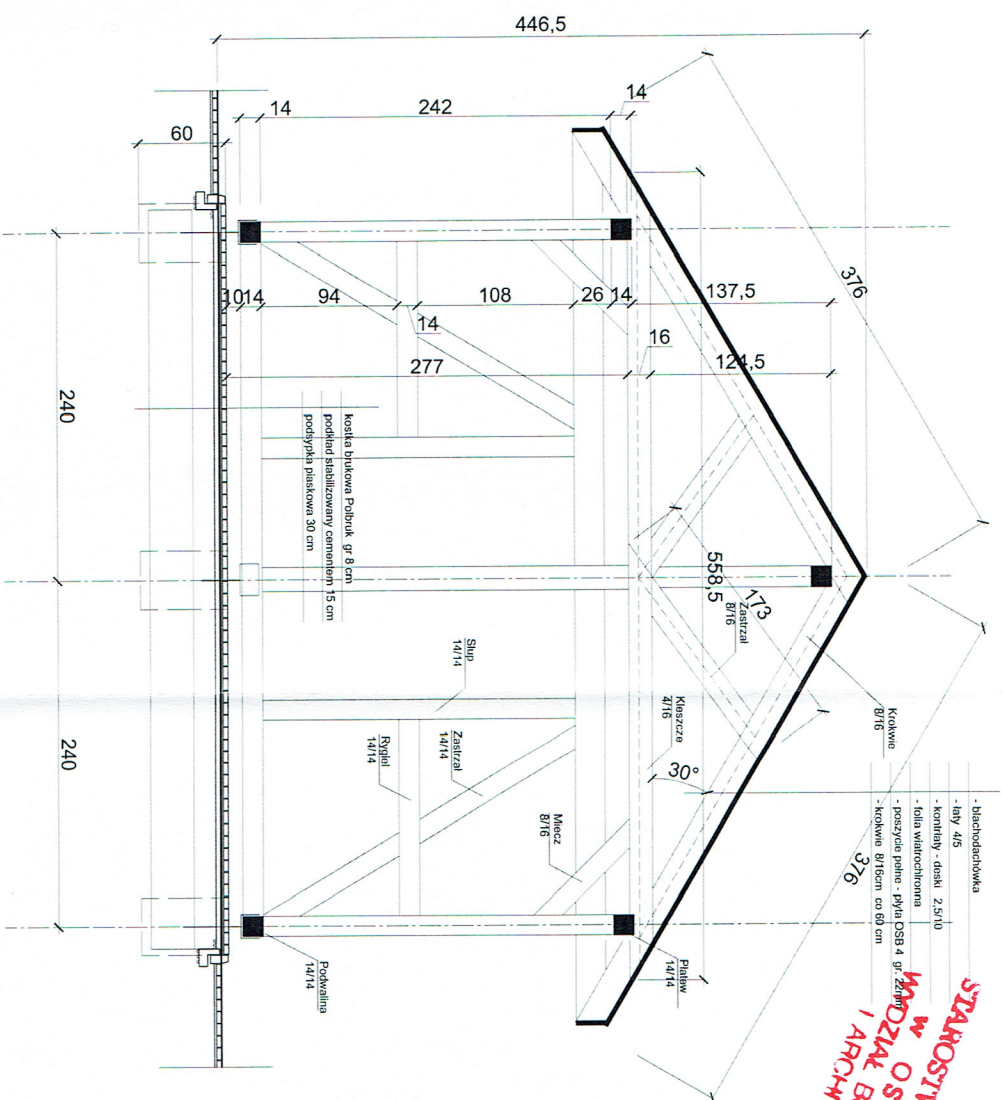 446,5
14
242
14
60
376
1014
94
108
26
14
137,5
14
16
277
124,5
240
240
kostka brukowa Polbruk gr 8 cm
podkład stabilizowany cementem 15 cm
podsypka piaskowa 30 cm
558,5
173
Zastrzał
8/16
Słup
14/14
Zastrzał
14/14
Rygiel
14/14
Kleszcze
4/16
Krokwie
8/16
30°
Miecz
8/16
Płatew
14/14
Podwalina
14/14
376
- blachodachówka
- łaty 4/5
- kontrłaty - deski 2,5/10
- folia wiatrochłonna
- poszycie pełne - płyta OSB 4 gr. 22mm
- krokwie 8/16cm co 60 cm
W OS
WYDZIAŁ
I ARCH